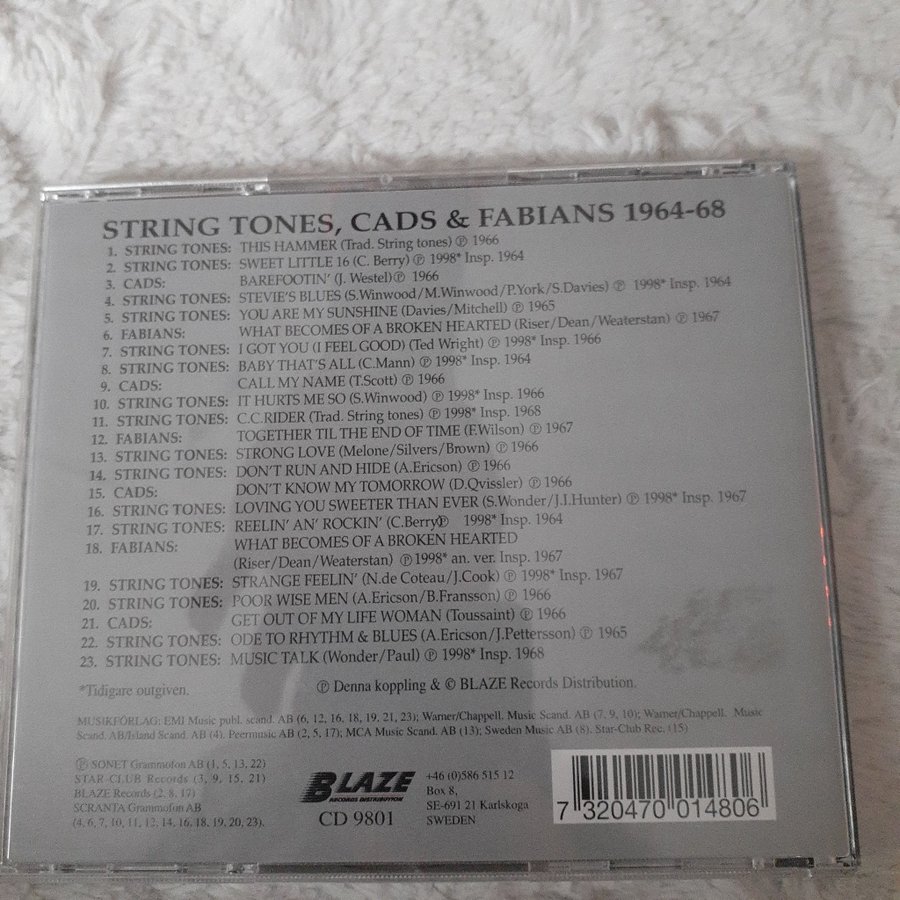 STRING TONES, CADS & FABIANS 1964-68
1. STRING TONES: THIS HAMMER (Trad. String tones) ℗ 1966
2. STRING TONES: SWEET LITTLE 16 (C. Berry) ℗ 1998* Insp. 1964
3. CADS: BAREFOOTIN' (J. Westel)℗ 1966
4. STRING TONES: STEVIE'S BLUES (S.Winwood/M.Winwood/P.York/S.Davies) ℗ 1998* Insp. 1964
5. STRING TONES: YOU ARE MY SUNSHINE (Davies/Mitchell) ℗ 1965
6. FABIANS: WHAT BECOMES OF A BROKEN HEARTED (Riser/Dean/Weaterstan) ℗ 1967
7. STRING TONES: I GOT YOU (I FEEL GOOD) (Ted Wright) ℗ 1998* Insp. 1966
8. STRING TONES: BABY THAT'S ALL (C.Mann) ℗ 1998* Insp. 1964
9. CADS: CALL MY NAME (T.Scott) ℗ 1966
10. STRING TONES: IT HURTS ME SO (S.Winwood) ℗ 1998* Insp. 1966
11. STRING TONES: C.C.RIDER (Trad. String tones) ℗ 1998* Insp. 1968
12. FABIANS: TOGETHER TIL THE END OF TIME (F.Wilson) ℗ 1967
13. STRING TONES: STRONG LOVE (Melone/Silvers/Brown) ℗ 1966
14. STRING TONES: DON'T RUN AND HIDE (A.Ericson) ℗ 1966
15. CADS: DON'T KNOW MY TOMORROW (D.Qvissler) ℗ 1966
16. STRING TONES: LOVING YOU SWEETER THAN EVER (S.Wonder/J.I.Hunter) ℗ 1998* Insp. 1967
17. STRING TONES: REELIN' AN' ROCKIN' (C.Berry℗ 1998* Insp. 1964
18. FABIANS: WHAT BECOMES OF A BROKEN HEARTED
(Riser/Dean/Weaterstan) ℗1998* an. ver. Insp. 1967
19. STRING TONES: STRANGE FEELIN' (N.de Coteau/J.Cook) ℗ 1998* Insp. 1967
20. STRING TONES: POOR WISE MEN (A.Ericson/B.Fransson) ℗ 1966
21. CADS: GET OUT OF MY LIFE WOMAN (Toussaint) ℗ 1966
22. STRING TONES: ODE TO RHYTHM & BLUES (A.Ericson/J.Pettersson) ℗ 1965
23. STRING TONES: MUSIC TALK (Wonder/Paul) ℗ 1998* Insp. 1968
*Tidigare outgiven. ℗ Denna koppling & © BLAZE Records Distribution.
MUSIKFÖRLAG: EMI Music publ. scand. AB (6, 12, 16, 18, 19, 21, 23); Warner/Chappell. Music Scand. AB (7. 9, 10); Warner/Chappell. Music
Scand. AB/Island Scand. AB (4). Peermusic AB (2, 5, 17); MCA Music Scand. AB (13); Sweden Music AB (8). Star-Club Rec. (15)
℗ SONET Grammofon AB (1, 5, 13, 22)
STAR-CLUB Records (3, 9, 15. 21)
BLAZE Records (2, 8. 17)
SCRANTA Grammofon AB
(4, 6, 7, 10, 11, 12, 14, 16, 18, 19, 20, 23).
BLAZE
RECORDS DISTRIBUTION
CD 9801
+46 (0)586 515 12
Box 8,
SE-691 21 Karlskoga
SWEDEN
7 320470 014806